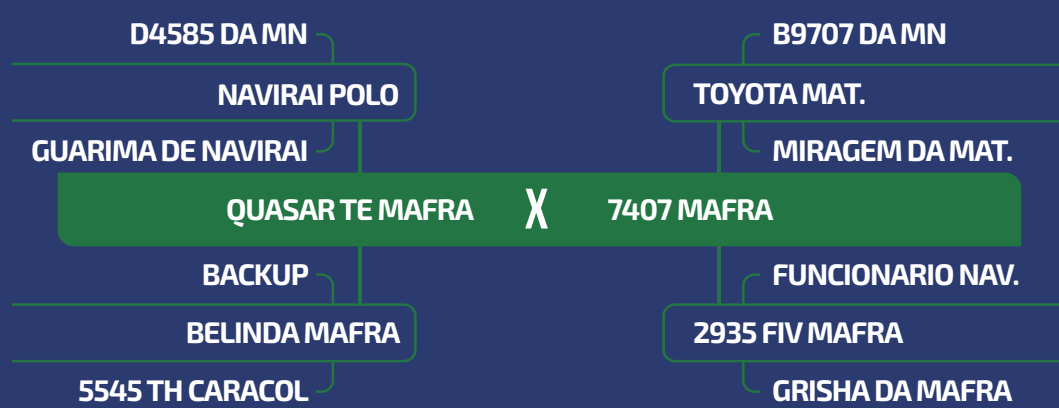 D4585 DA MN
NAVIRAI POLO
GUARIMA DE NAVIRAI
B9707 DA MN
TOYOTA MAT.
MIRAGEM DA MAT.
QUASAR TE MAFRA X 7407 MAFRA
BACKUP
BELINDA MAFRA
5545 TH CARACOL
FUNCIONARIO NAV.
2935 FIV MAFRA
GRISHA DA MAFRA